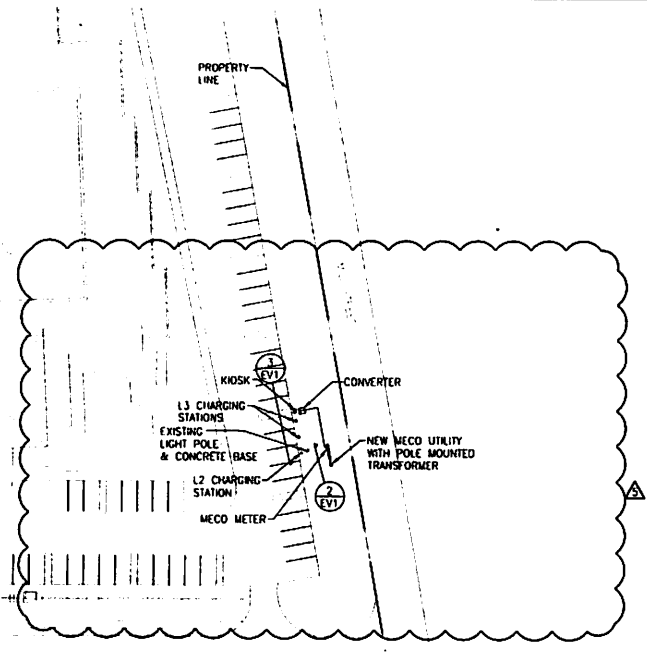 PROPERTY
LINE
3
EV1
KIOSK
CONVERTER
L3 CHARGING
STATIONS
EXISTING
LIGHT POLE
& CONCRETE BASE
NEW MECO UTILITY
WITH POLE MOUNTED
TRANSFORMER
L2 CHARGING
STATION
2
EV1
MECO METER
5